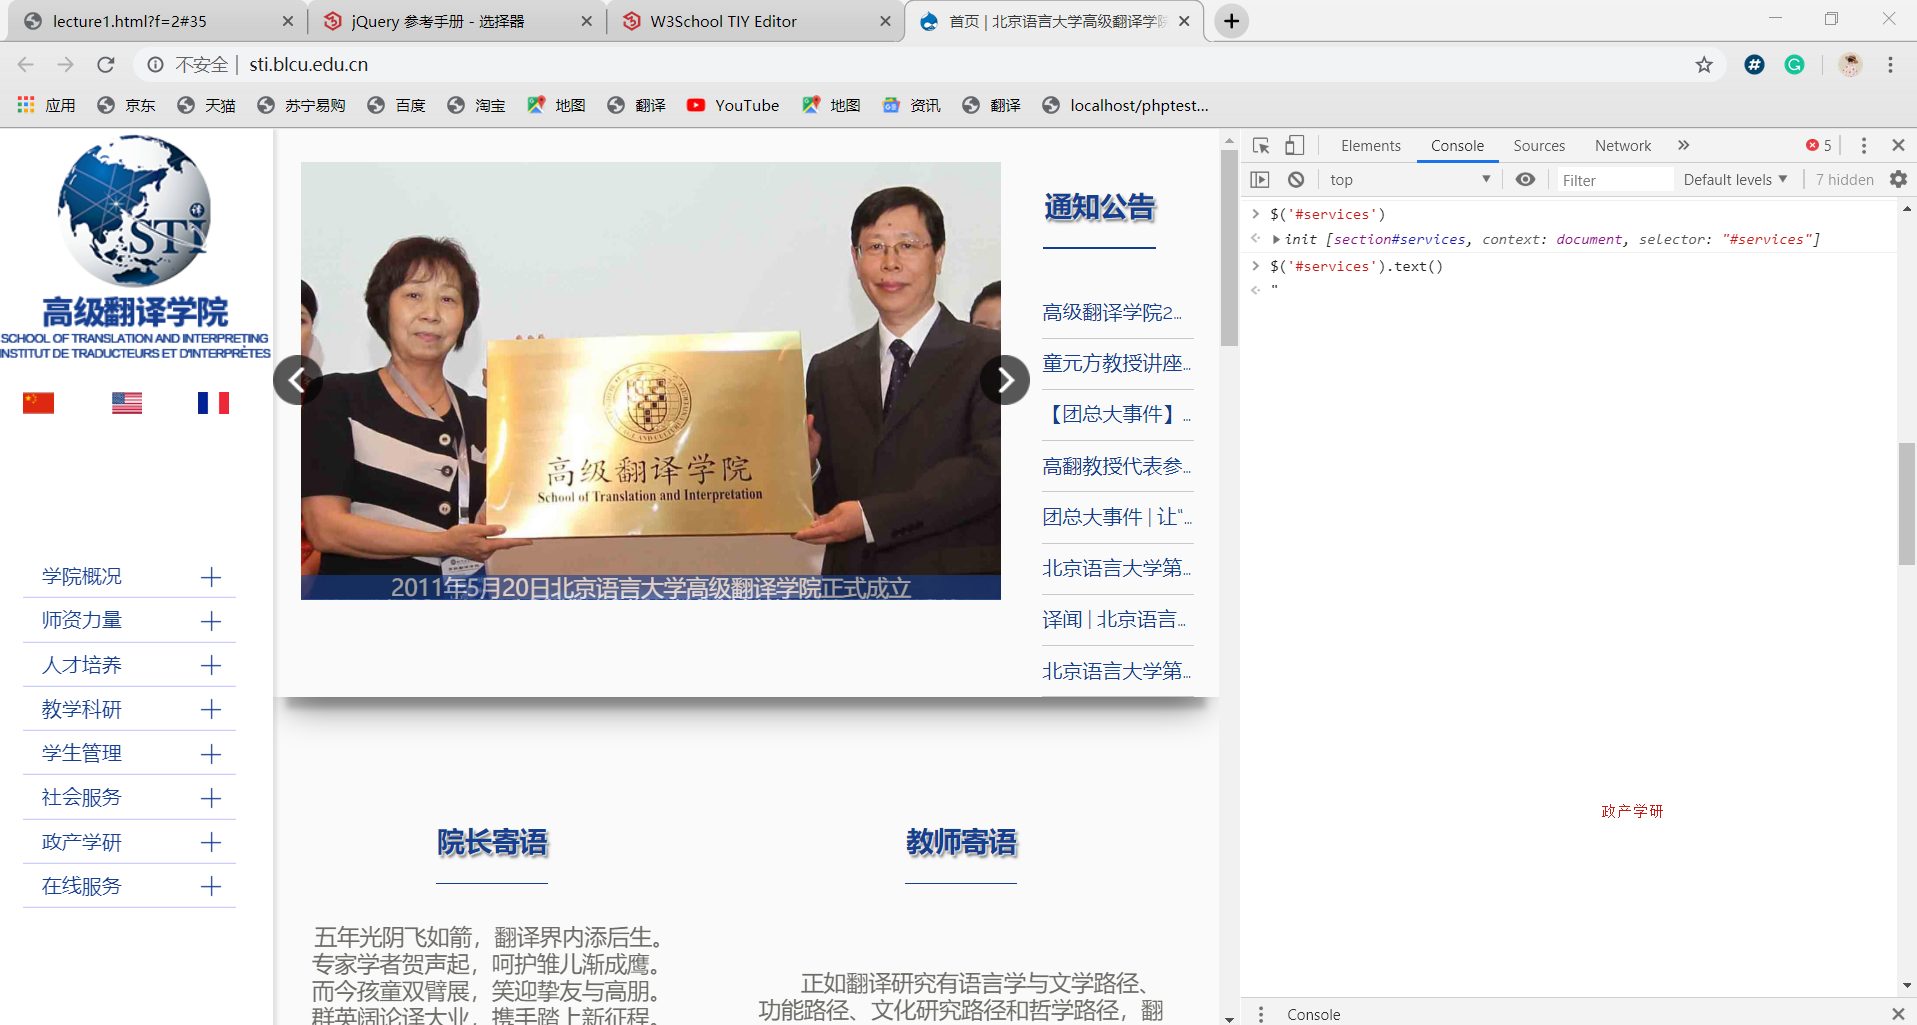 lecture1.html?f=2#35
jQuery 参考手册 - 选择器
W3School TIY Editor
首页 | 北京语言大学高级翻译学院
不安全 | sti.blcu.edu.cn
应用 京东 天猫 苏宁易购 百度 淘宝 地图 翻译 YouTube 地图 资讯 翻译 localhost/phptest...
STI 译
高级翻译学院
SCHOOL OF TRANSLATION AND INTERPRETING
INSTITUT DE TRADUCTEURS ET D'INTERPRÈTES
学院概况
师资力量
人才培养
教学科研
学生管理
社会服务
政产学研
在线服务
高级翻译学院
School of Translation and Interpretation
2011年5月20日北京语言大学高级翻译学院正式成立
通知公告
高级翻译学院2...
童元方教授讲座...
【团总大事件】...
高翻教授代表参...
团总大事件 | 让“...
北京语言大学第...
译闻 | 北京语言...
北京语言大学第...
院长寄语
五年光阴飞如箭，翻译界内添后生。
专家学者贺声起，呵护雏儿渐成鹰。
而今孩童双臂展，笑迎挚友与高朋。
群英阔论译大业，携手踏上新征程。
教师寄语
正如翻译研究有语言学与文学路径、
功能路径、文化研究路径和哲学路径，翻
Elements Console Sources Network » 5
top Filter Default levels 7 hidden
$('#services')
init [section#services, context: document, selector: "#services"]
$('#services').text()
"
政产学研
Console